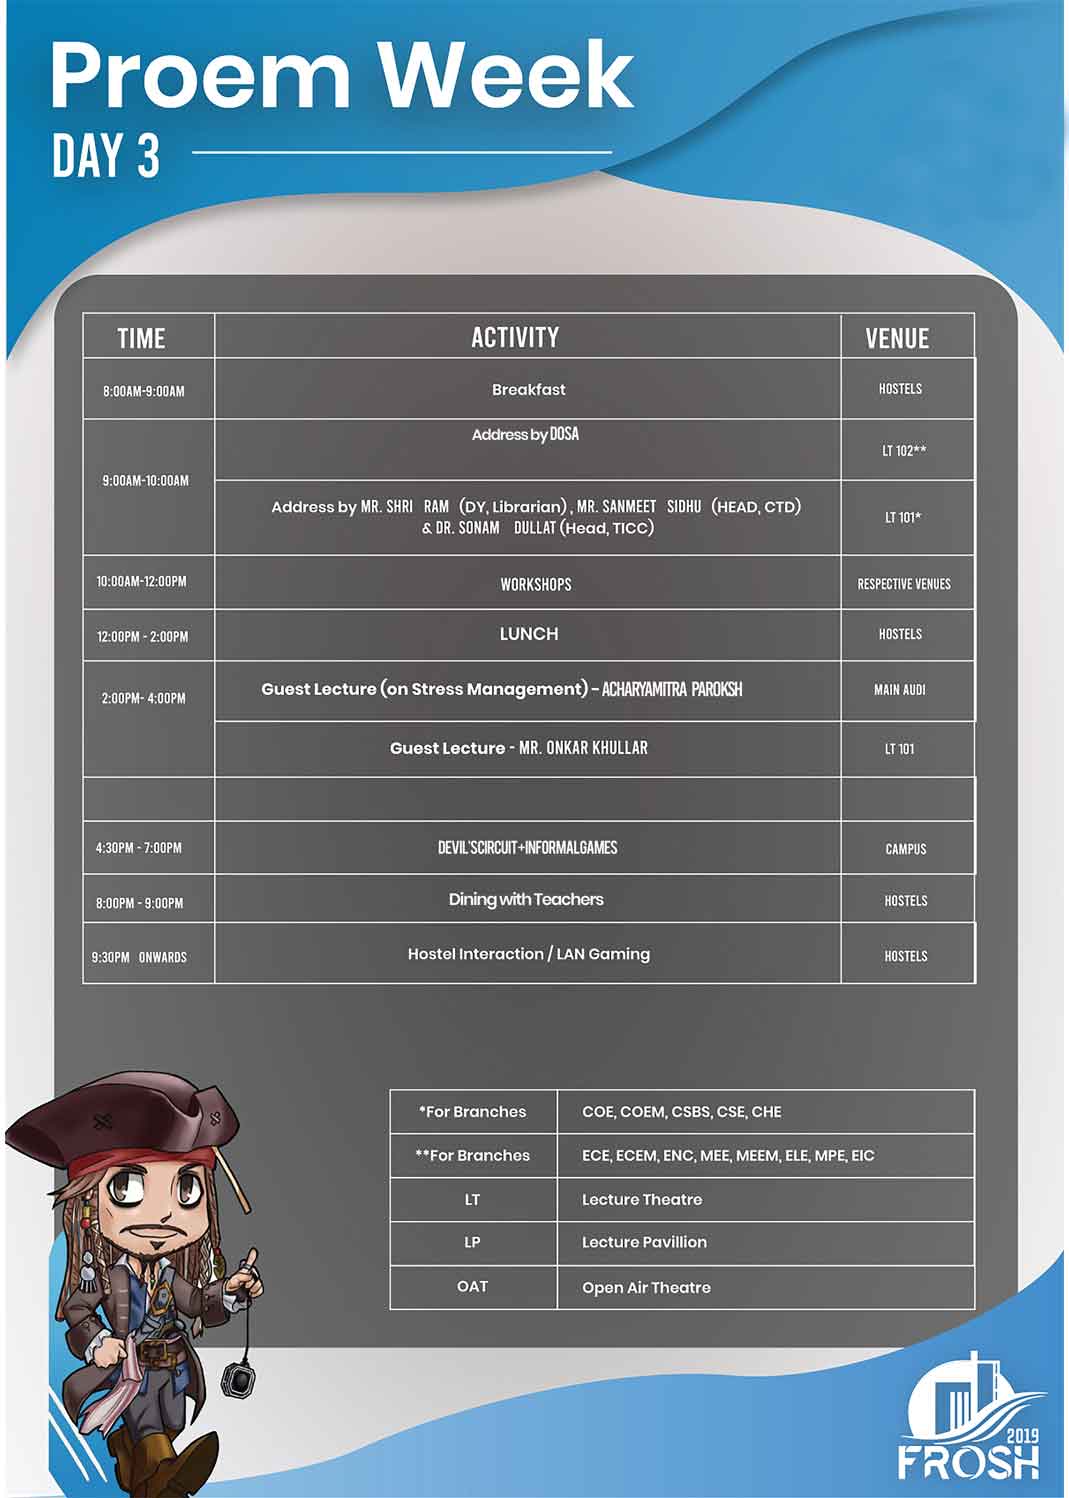 Proem Week
DAY 3
TIME ACTIVITY VENUE
8:00AM-9:00AM Breakfast HOSTELS
9:00AM-10:00AM
Address by DOSA
LT 102**
Address by MR. SHRI RAM (DY, Librarian), MR. SANMEET SIDHU (HEAD, CTD)
& DR. SONAM DULLAT (Head, TICC)
LT 101*
10:00AM-12:00PM WORKSHOPS RESPECTIVE VENUES
12:00PM - 2:00PM LUNCH HOSTELS
2:00PM- 4:00PM
Guest Lecture (on Stress Management) - ACHARYAMITRA PAROKSH MAIN AUDI
Guest Lecture - MR. ONKAR KHULLAR LT 101
4:30PM - 7:00PM DEVIL'SCIRCUIT+INFORMALGAMES CAMPUS
8:00PM - 9:00PM Dining with Teachers HOSTELS
9:30PM ONWARDS Hostel Interaction / LAN Gaming HOSTELS
*For Branches COE, COEM, CSBS, CSE, CHE
**For Branches ECE, ECEM, ENC, MEE, MEEM, ELE, MPE, EIC
LT Lecture Theatre
LP Lecture Pavillion
OAT Open Air Theatre
2019
FROSH